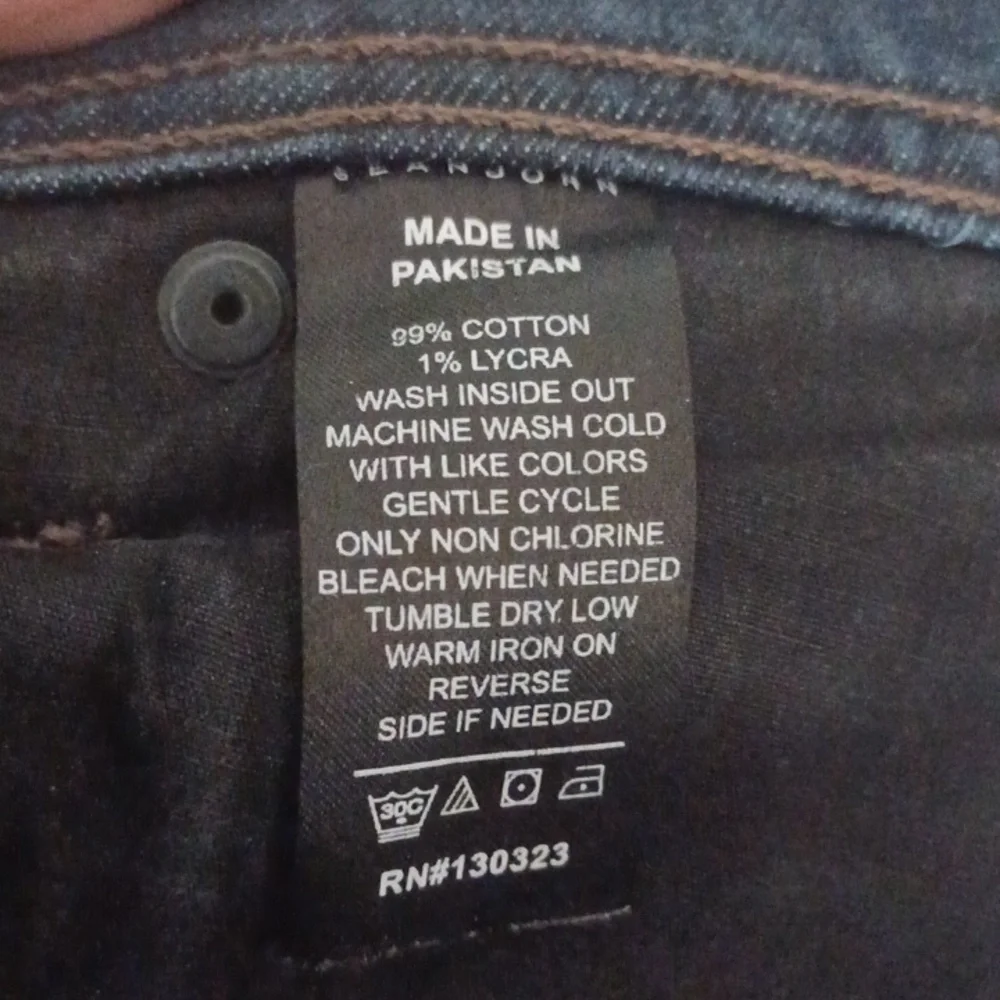 SEANJOHN
MADE IN
PAKISTAN
99% COTTON
1% LYCRA
WASH INSIDE OUT
MACHINE WASH COLD
WITH LIKE COLORS
GENTLE CYCLE
ONLY NON CHLORINE
BLEACH WHEN NEEDED
TUMBLE DRY LOW
WARM IRON ON
REVERSE
SIDE IF NEEDED
30C
RN#130323